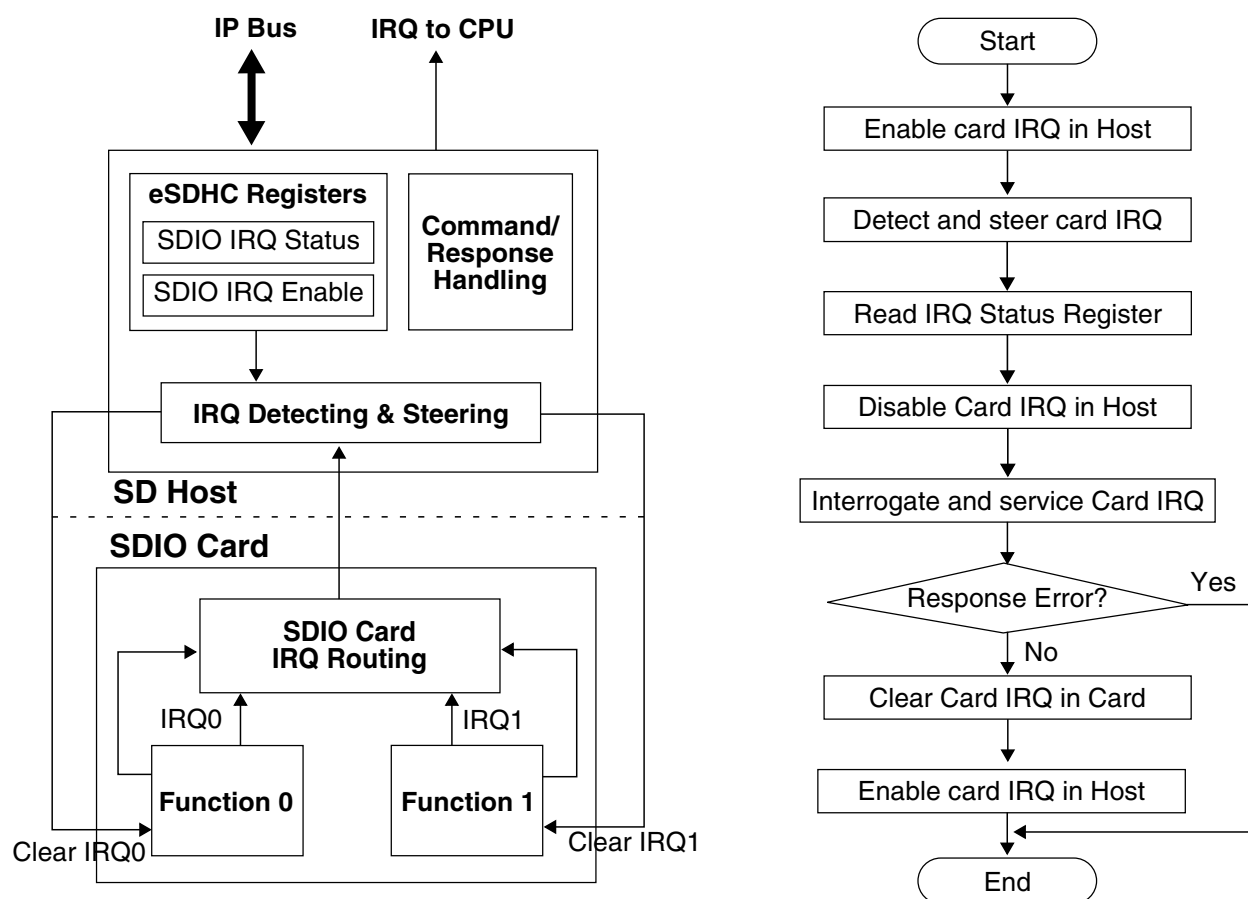 IP Bus
IRQ to CPU
eSDHC Registers
SDIO IRQ Status
SDIO IRQ Enable
Command/
Response
Handling
IRQ Detecting & Steering
SD Host
SDIO Card
SDIO Card
IRQ Routing
IRQ0
IRQ1
Function 0
Function 1
Clear IRQ0
Clear IRQ1
Start
Enable card IRQ in Host
Detect and steer card IRQ
Read IRQ Status Register
Disable Card IRQ in Host
Interrogate and service Card IRQ
Response Error?
Yes
No
Clear Card IRQ in Card
Enable card IRQ in Host
End